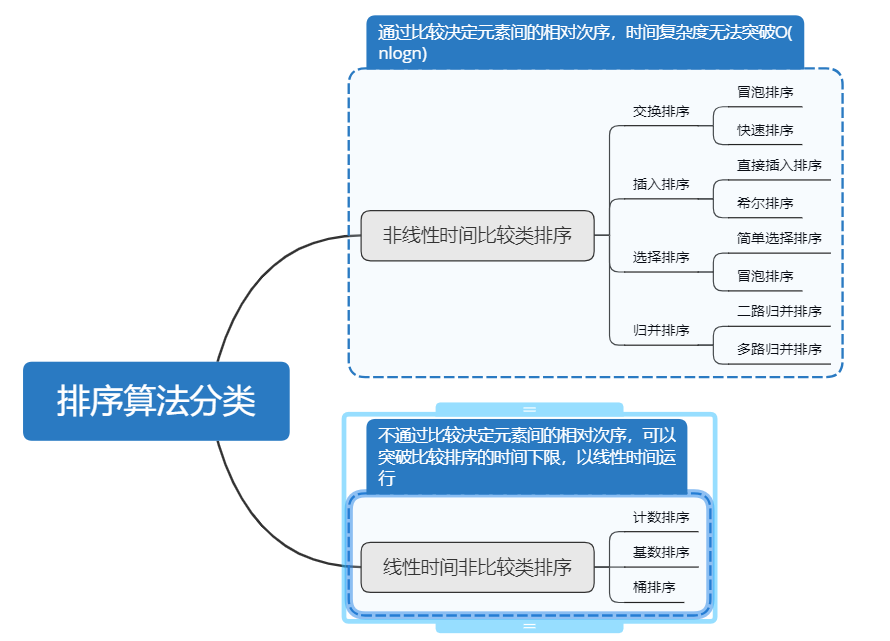 通过比较决定元素间的相对次序，时间复杂度无法突破O(
nlogn)
交换排序
冒泡排序
快速排序
插入排序
直接插入排序
希尔排序
非线性时间比较类排序
选择排序
简单选择排序
冒泡排序
归并排序
二路归并排序
多路归并排序
排序算法分类
不通过比较决定元素间的相对次序，可以
突破比较排序的时间下限，以线性时间运
行
线性时间非比较类排序
计数排序
基数排序
桶排序